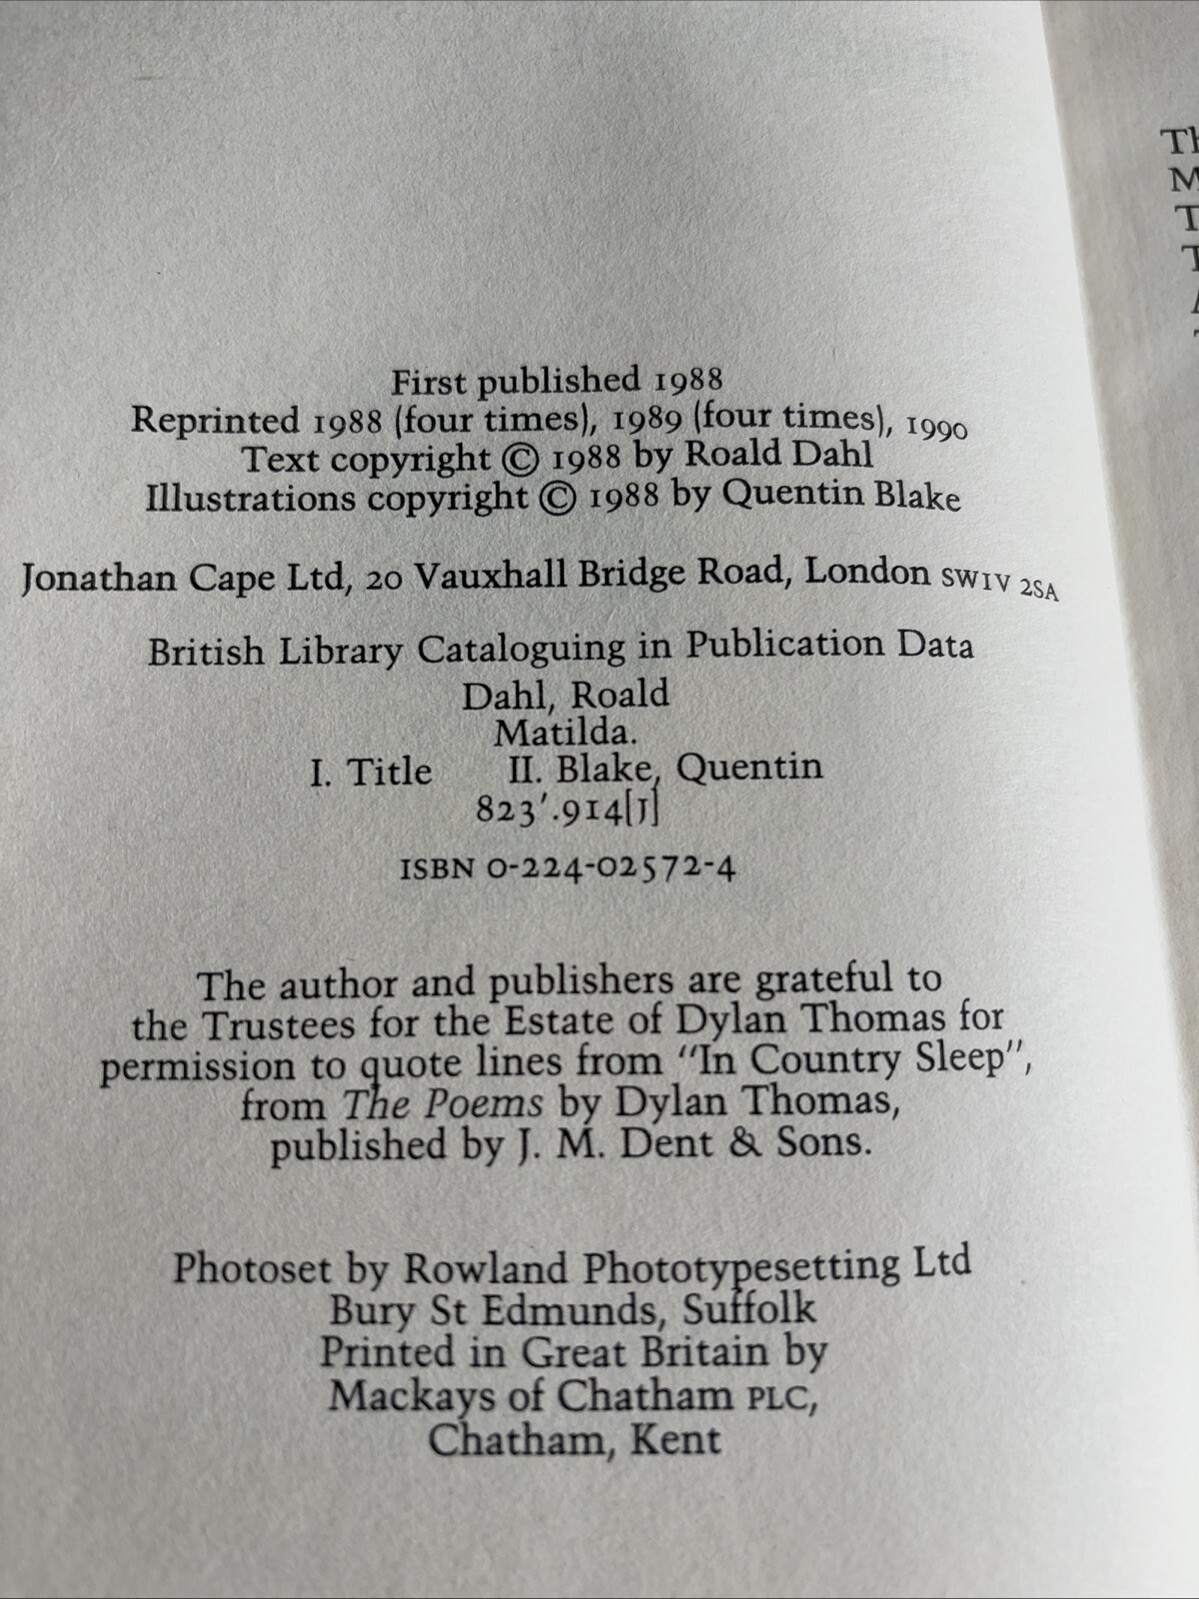 First published 1988
Reprinted 1988 (four times), 1989 (four times), 1990
Text copyright © 1988 by Roald Dahl
Illustrations copyright © 1988 by Quentin Blake
Jonathan Cape Ltd, 20 Vauxhall Bridge Road, London SW1V 2SA
British Library Cataloguing in Publication Data
Dahl, Roald
Matilda.
I. Title II. Blake, Quentin
823′.914[J]
ISBN 0-224-02572-4
The author and publishers are grateful to
the Trustees for the Estate of Dylan Thomas for
permission to quote lines from "In Country Sleep",
from The Poems by Dylan Thomas,
published by J. M. Dent & Sons.
Photoset by Rowland Phototypesetting Ltd
Bury St Edmunds, Suffolk
Printed in Great Britain by
Mackays of Chatham PLC,
Chatham, Kent